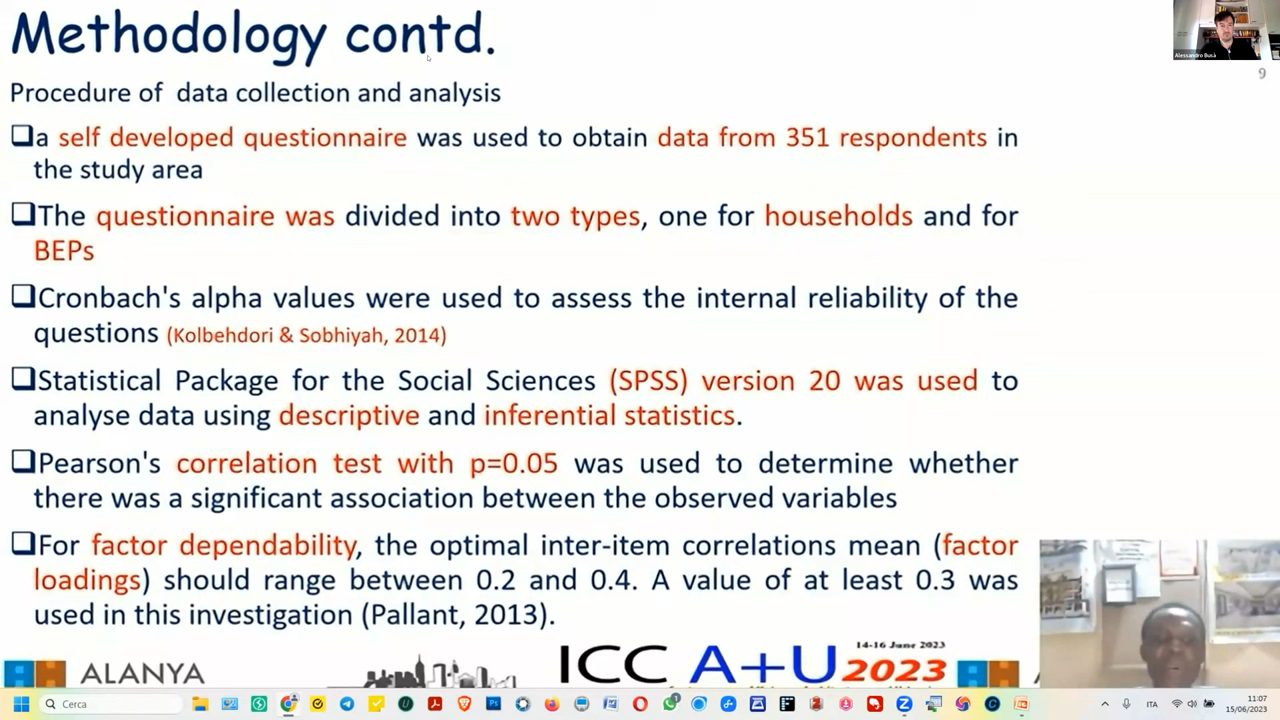 Methodology contd.
Alessandro Busà
9
Procedure of data collection and analysis
❑a self developed questionnaire was used to obtain data from 351 respondents in
the study area
❑The questionnaire was divided into two types, one for households and for
BEPs
❑Cronbach's alpha values were used to assess the internal reliability of the
questions (Kolbehdori & Sobhiyah, 2014)
❑Statistical Package for the Social Sciences (SPSS) version 20 was used to
analyse data using descriptive and inferential statistics.
❑Pearson's correlation test with p=0.05 was used to determine whether
there was a significant association between the observed variables
❑For factor dependability, the optimal inter-item correlations mean (factor
loadings) should range between 0.2 and 0.4. A value of at least 0.3 was
used in this investigation (Pallant, 2013).
ALANYA
14-16 June 2023
ICC A+U 2023
Cerca
ITA
11:07
15/06/2023